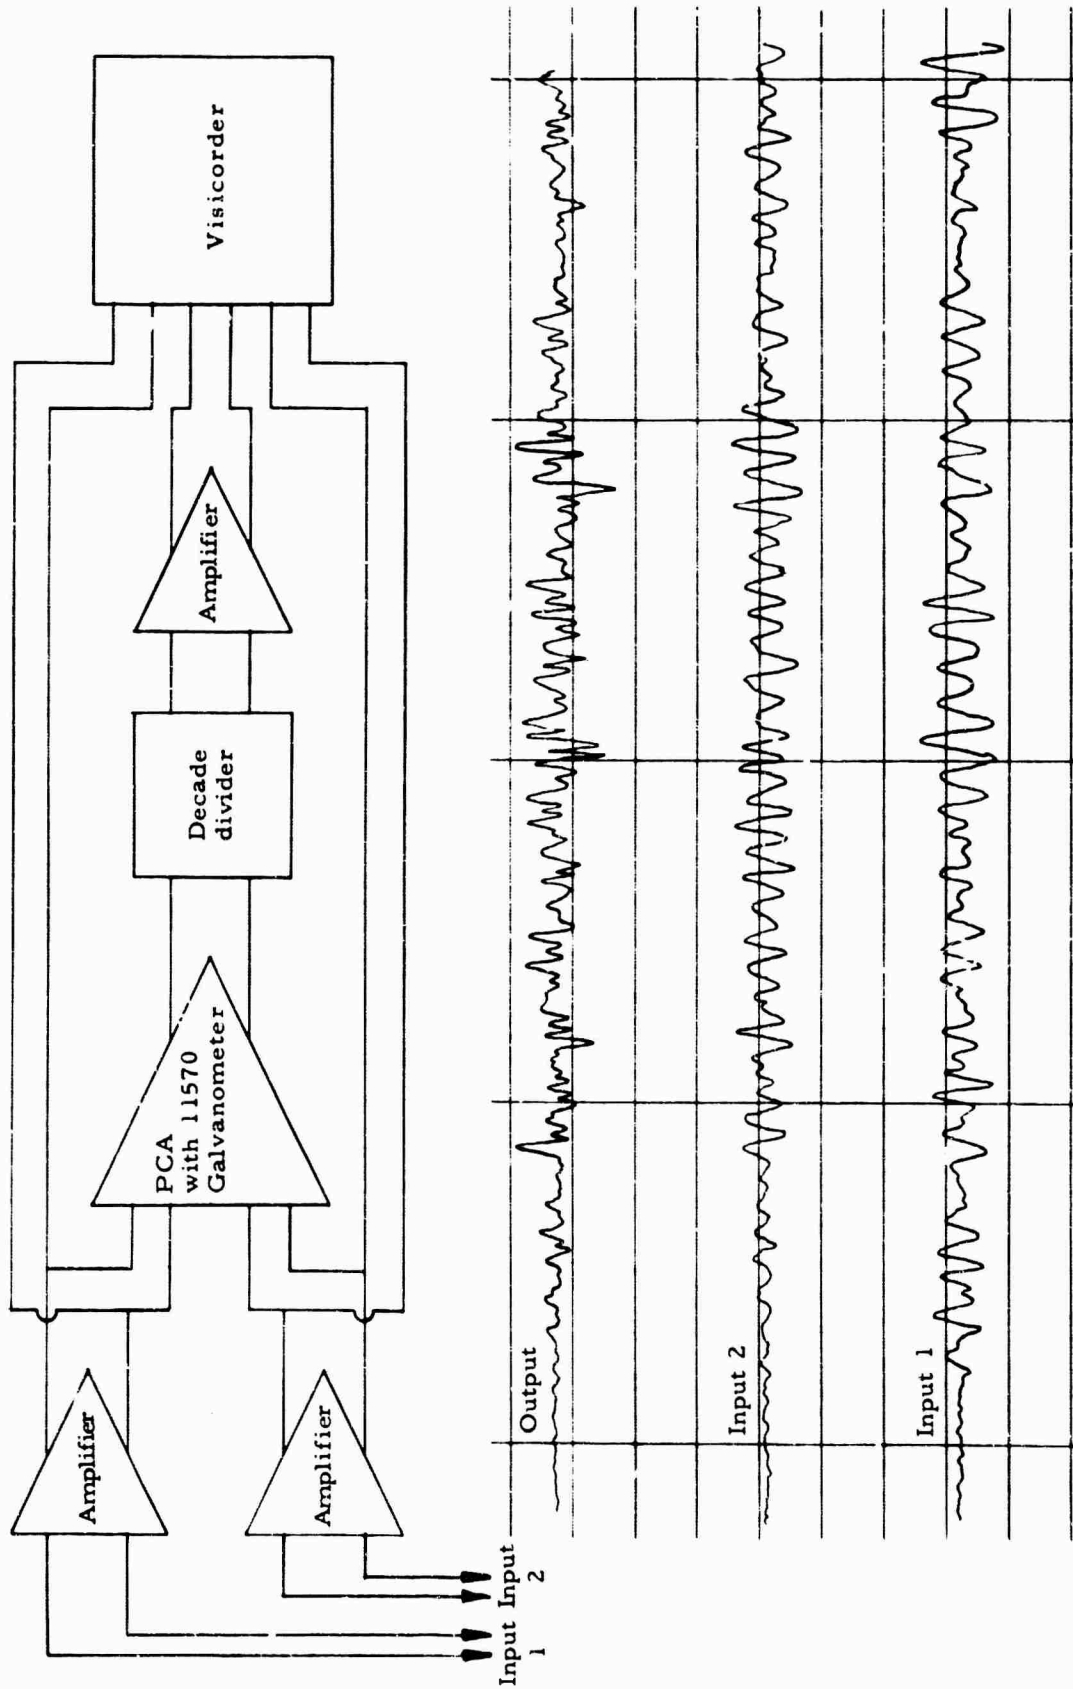 Visicorder
Amplifier
Decade
divider
PCA
with 11570
Galvanometer
Amplifier
Amplifier
Input
1
Input
2
Output
Input 2
Input 1